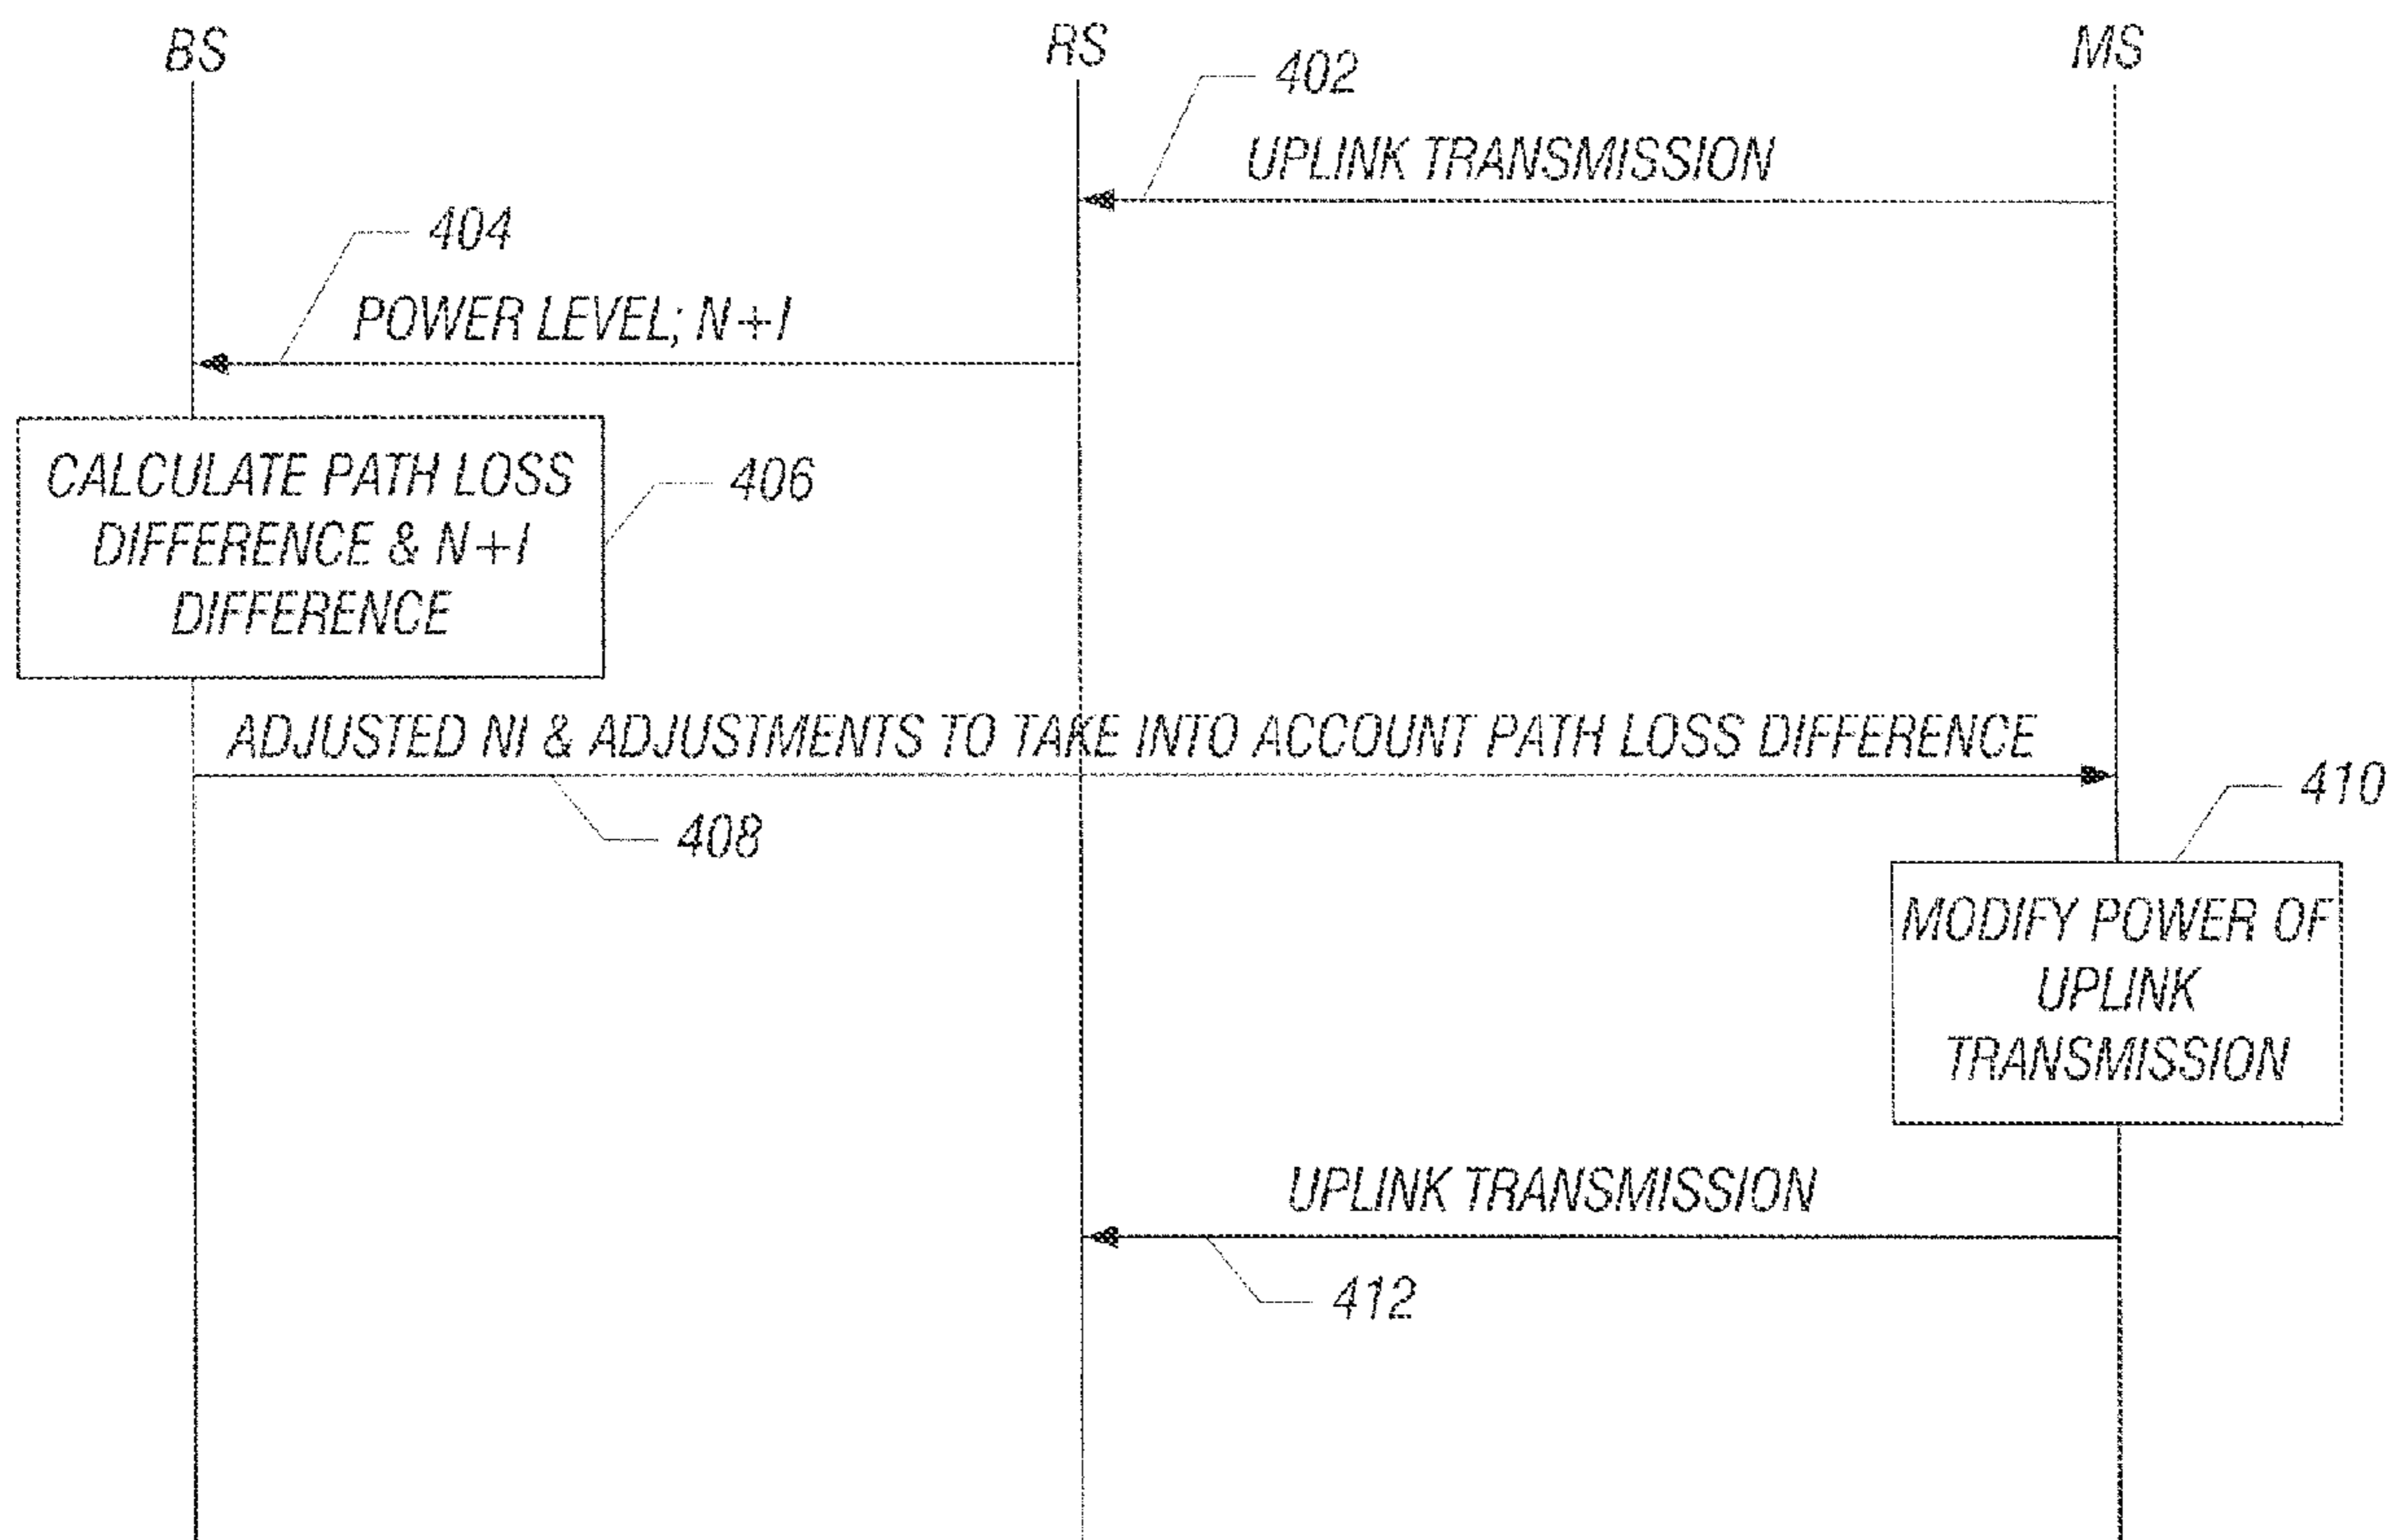 BS
RS
MS
402
UPLINK TRANSMISSION
404
POWER LEVEL; N+I
CALCULATE PATH LOSS
DIFFERENCE & N+I
DIFFERENCE
406
ADJUSTED NI & ADJUSTMENTS TO TAKE INTO ACCOUNT PATH LOSS DIFFERENCE
408
410
MODIFY POWER OF
UPLINK
TRANSMISSION
UPLINK TRANSMISSION
412